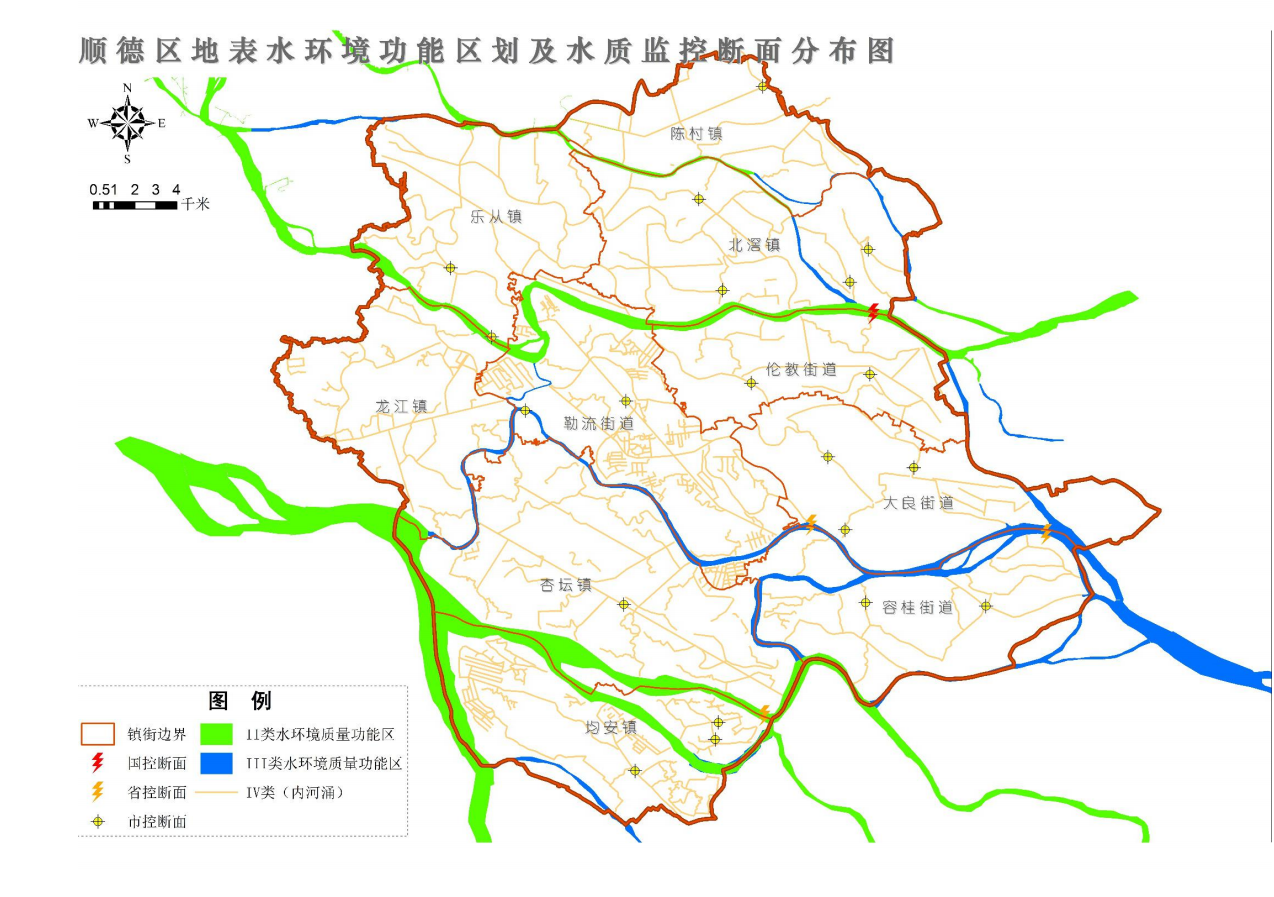 顺德区地表水环境功能区划及水质监控断面分布图
N
W E
S
0.51 2 3 4
千米
陈村镇
乐从镇
北滘镇
伦教街道
龙江镇
勒流街道
大良街道
杏坛镇
容桂街道
均安镇
图 例
镇街边界 II类水环境质量功能区
国控断面 III类水环境质量功能区
省控断面 IV类（内河涌）
市控断面